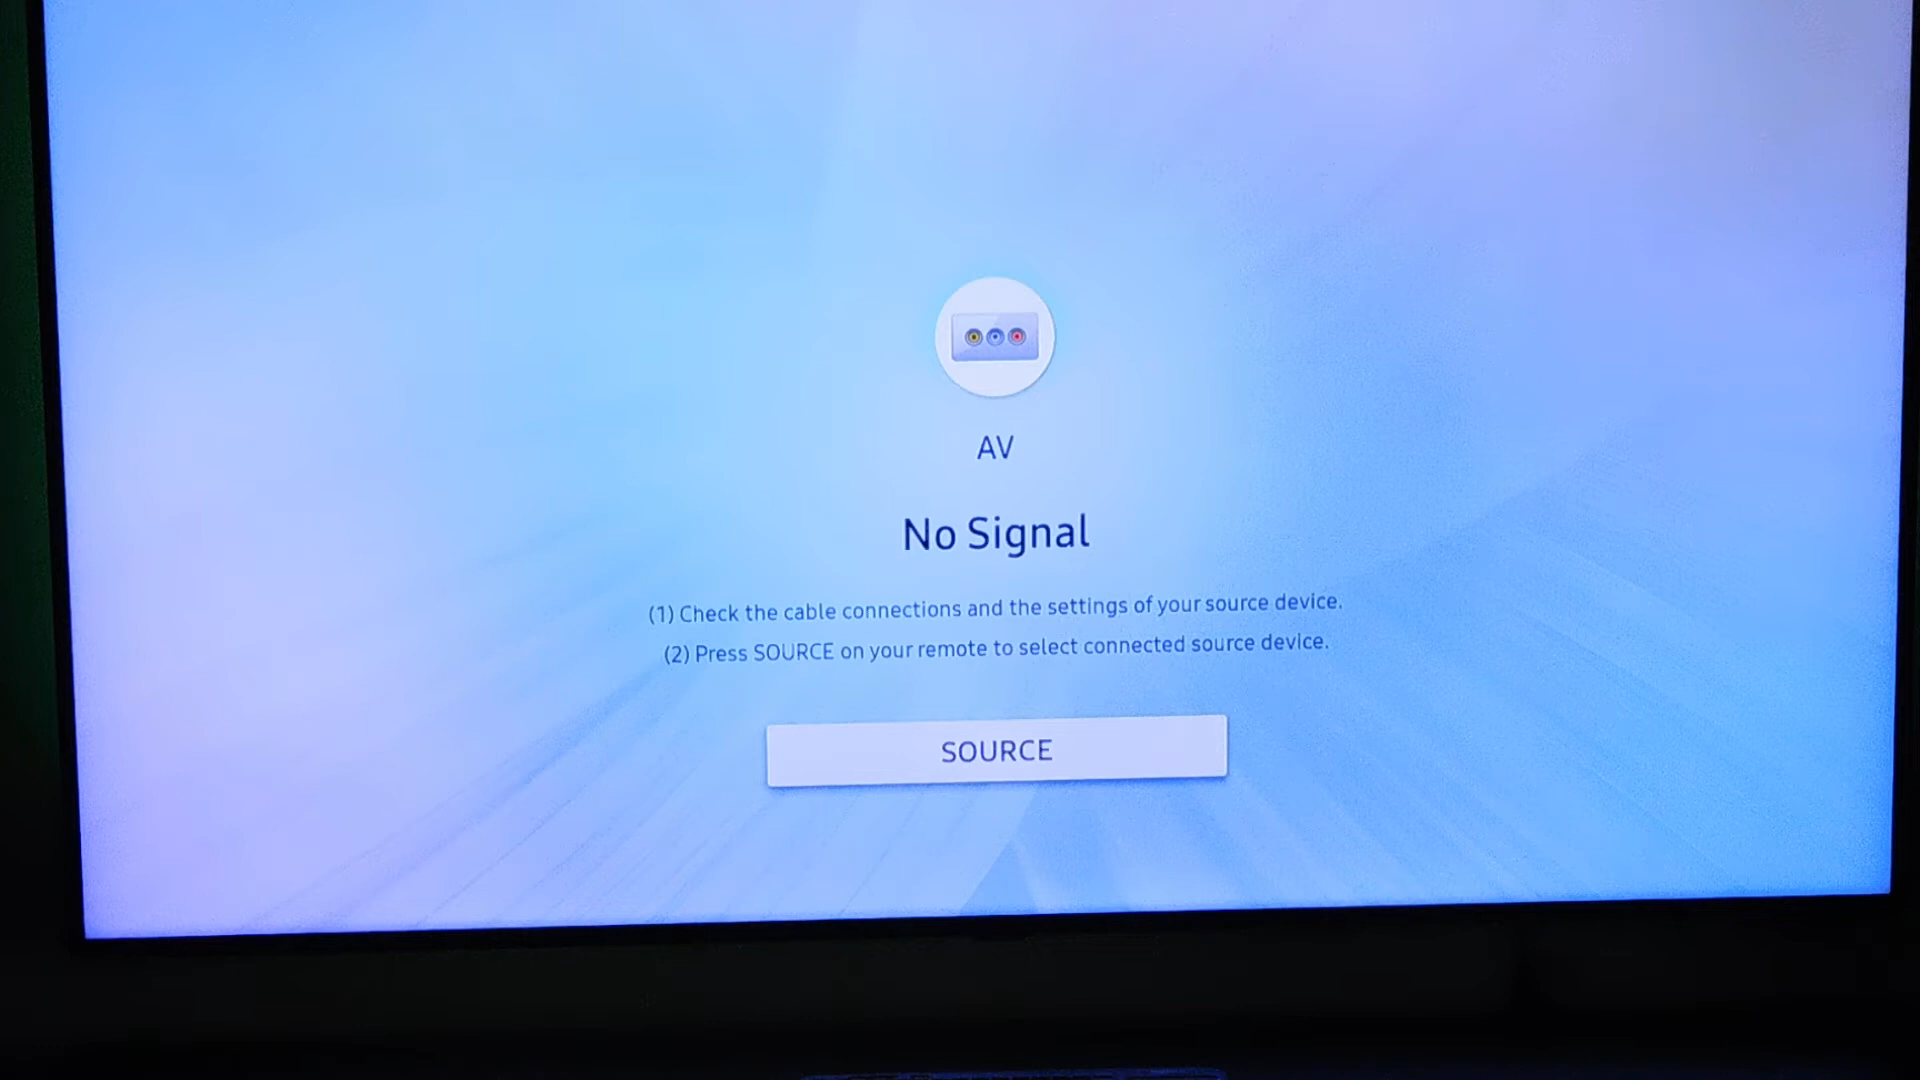 AV
No Signal
(1) Check the cable connections and the settings of your source device.
(2) Press SOURCE on your remote to select connected source device.
SOURCE